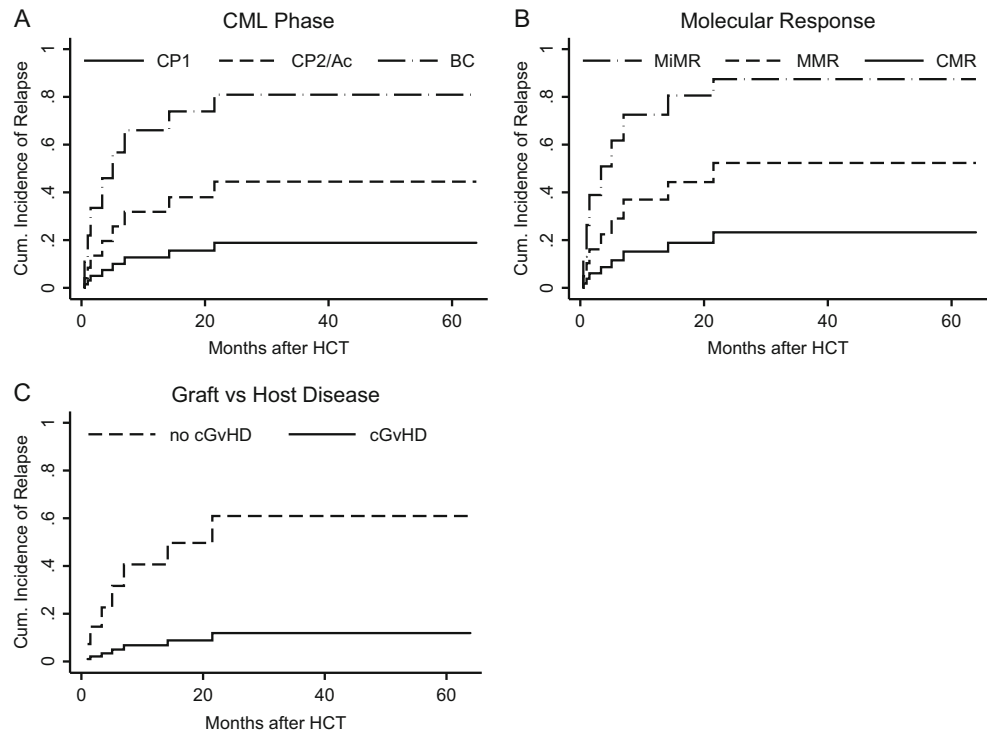 A
CML Phase
CP1 CP2/Ac BC
Cum. Incidence of Relapse
1
.8
.6
.4
.2
0
0 20 40 60
Months after HCT
B
Molecular Response
MiMR MMR CMR
Cum. Incidence of Relapse
1
.8
.6
.4
.2
0
0 20 40 60
Months after HCT
C
Graft vs Host Disease
no cGvHD cGvHD
Cum. Incidence of Relapse
1
.8
.6
.4
.2
0
0 20 40 60
Months after HCT